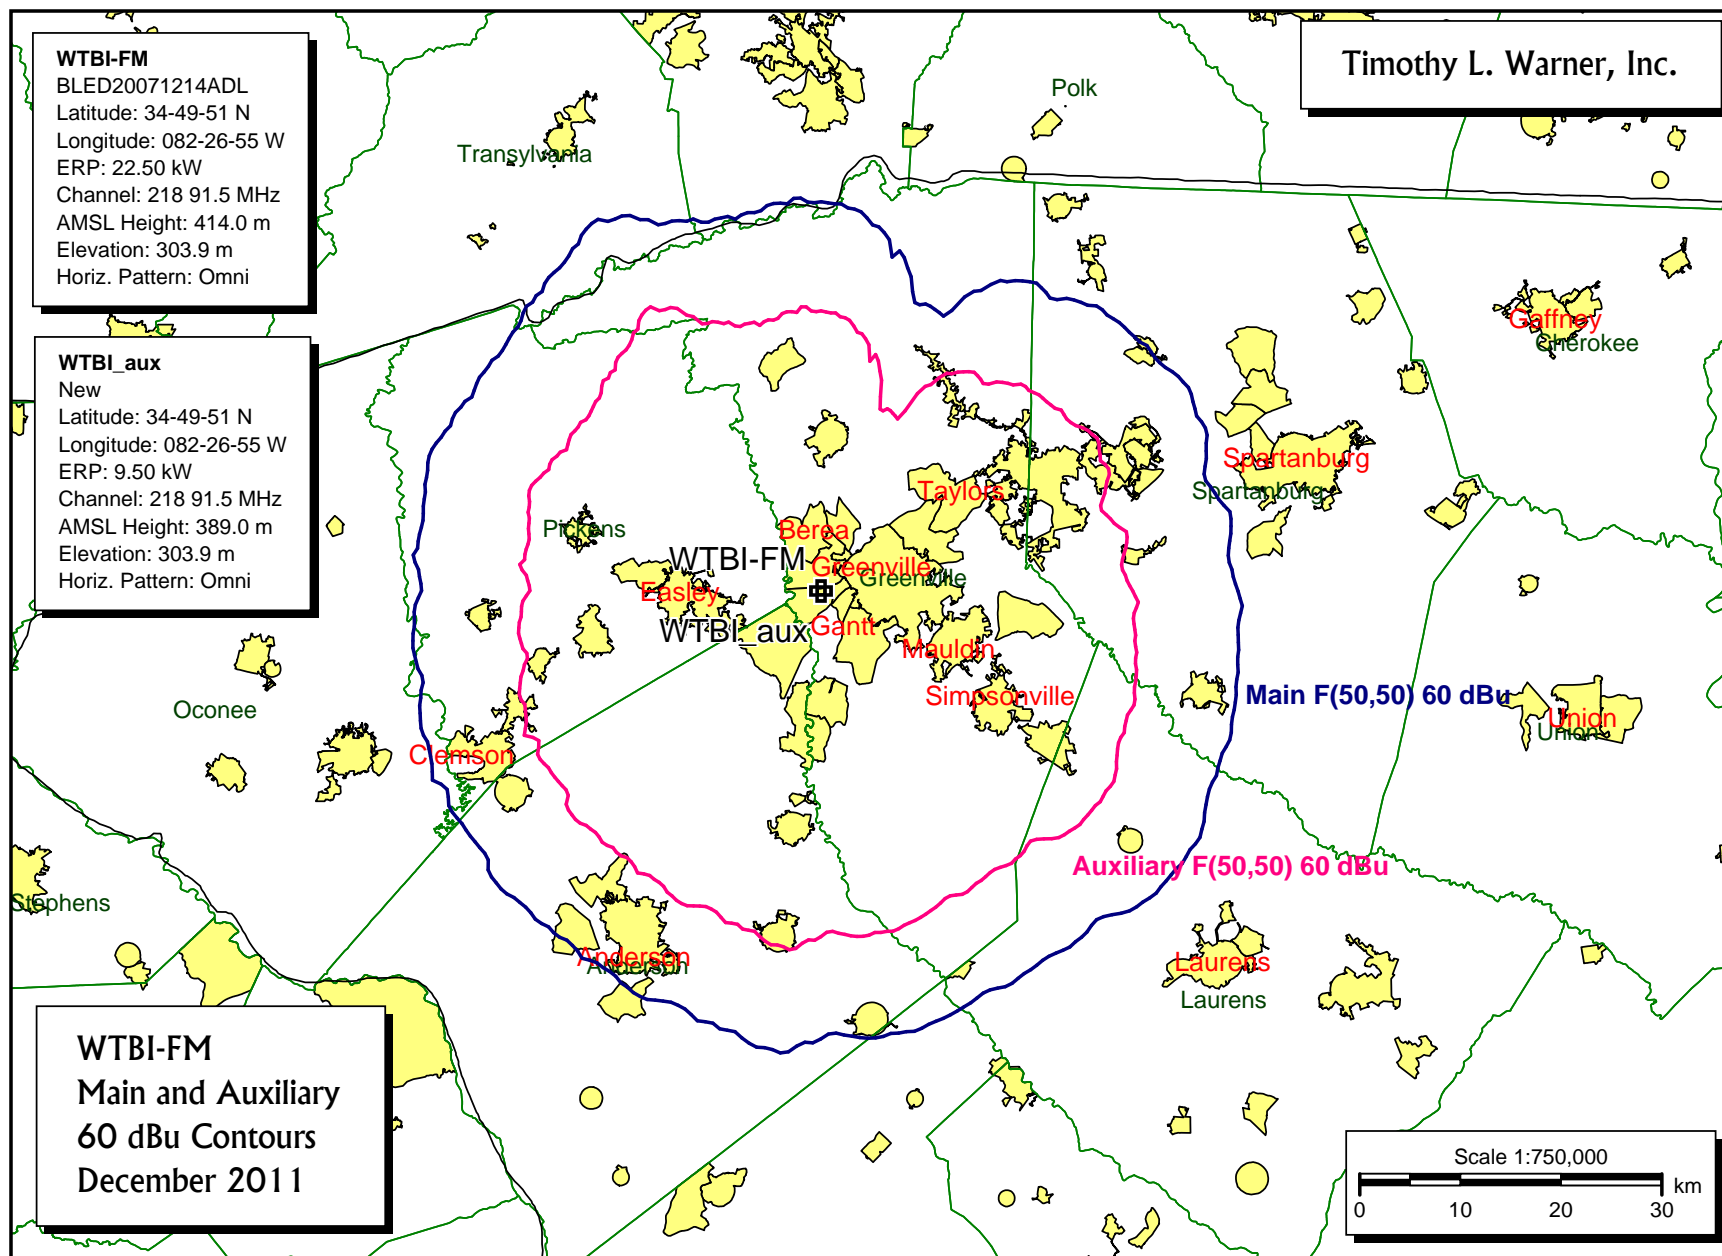 WTBI-FM
BLED20071214ADL
Latitude: 34-49-51 N
Longitude: 082-26-55 W
ERP: 22.50 kW
Channel: 218 91.5 MHz
AMSL Height: 414.0 m
Elevation: 303.9 m
Horiz. Pattern: Omni
Timothy L. Warner, Inc.
Polk
Transylvania
WTBI_aux
New
Latitude: 34-49-51 N
Longitude: 082-26-55 W
ERP: 9.50 kW
Channel: 218 91.5 MHz
AMSL Height: 389.0 m
Elevation: 303.9 m
Horiz. Pattern: Omni
Gaffney
Cherokee
Spartanburg
Spartanburg
Taylors
Pickens
Berea
WTBI-FM
Greenville
Greenville
Easley
WTBI_aux
Gantt
Mauldin
Simpsonville
Main F(50,50) 60 dBu
Oconee
Union
Union
Clemson
Auxiliary F(50,50) 60 dBu
Stephens
Anderson
Anderson
Laurens
Laurens
WTBI-FM
Main and Auxiliary
60 dBu Contours
December 2011
Scale 1:750,000
km
0 10 20 30